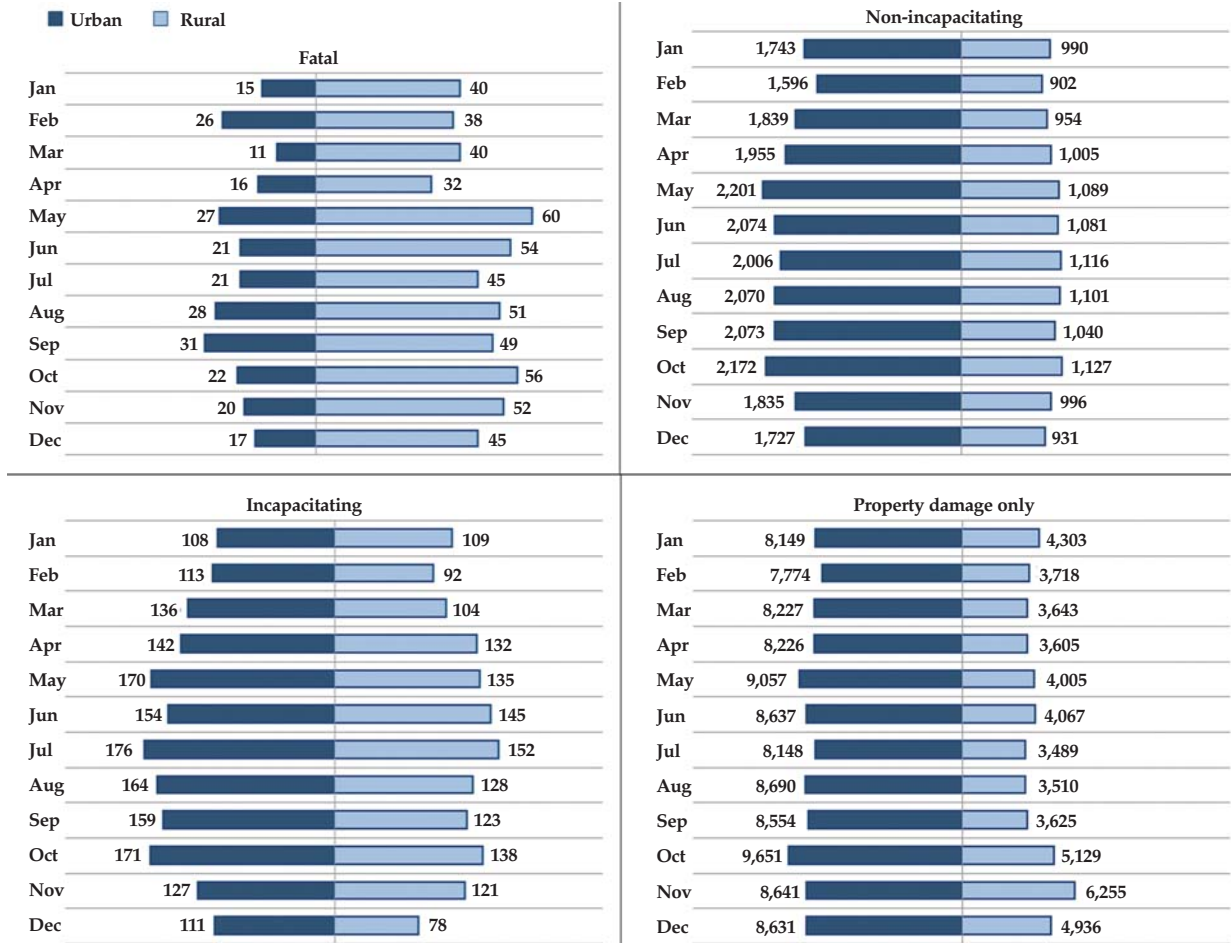 Urban Rural
Fatal
Jan 15 40
Feb 26 38
Mar 11 40
Apr 16 32
May 27 60
Jun 21 54
Jul 21 45
Aug 28 51
Sep 31 49
Oct 22 56
Nov 20 52
Dec 17 45
Non-incapacitating
Jan 1,743 990
Feb 1,596 902
Mar 1,839 954
Apr 1,955 1,005
May 2,201 1,089
Jun 2,074 1,081
Jul 2,006 1,116
Aug 2,070 1,101
Sep 2,073 1,040
Oct 2,172 1,127
Nov 1,835 996
Dec 1,727 931
Incapacitating
Jan 108 109
Feb 113 92
Mar 136 104
Apr 142 132
May 170 135
Jun 154 145
Jul 176 152
Aug 164 128
Sep 159 123
Oct 171 138
Nov 127 121
Dec 111 78
Property damage only
Jan 8,149 4,303
Feb 7,774 3,718
Mar 8,227 3,643
Apr 8,226 3,605
May 9,057 4,005
Jun 8,637 4,067
Jul 8,148 3,489
Aug 8,690 3,510
Sep 8,554 3,625
Oct 9,651 5,129
Nov 8,641 6,255
Dec 8,631 4,936